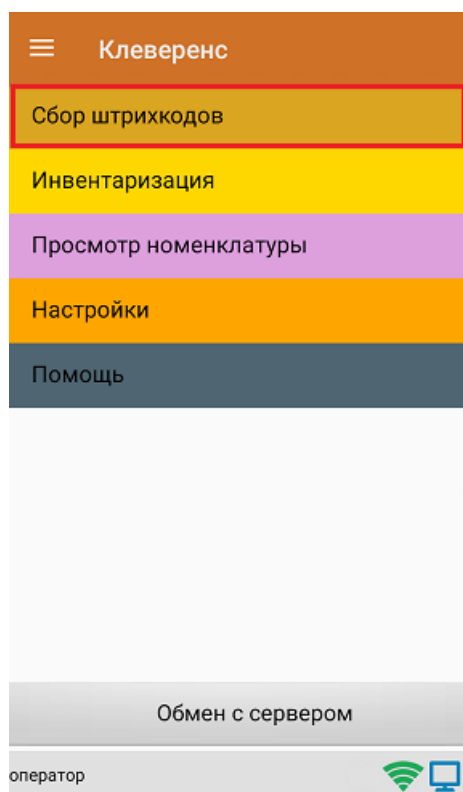 Клеверенс
Сбор штрихкодов
Инвентаризация
Просмотр номенклатуры
Настройки
Помощь
Обмен с сервером
оператор